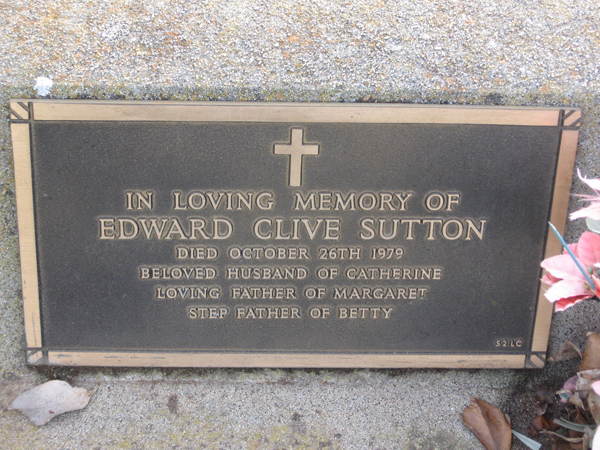 IN LOVING MEMORY OF
EDWARD CLIVE SUTTON
DIED OCTOBER 26TH 1979
BELOVED HUSBAND OF CATHERINE
LOVING FATHER OF MARGARET
STEP FATHER OF BETTY
52LC